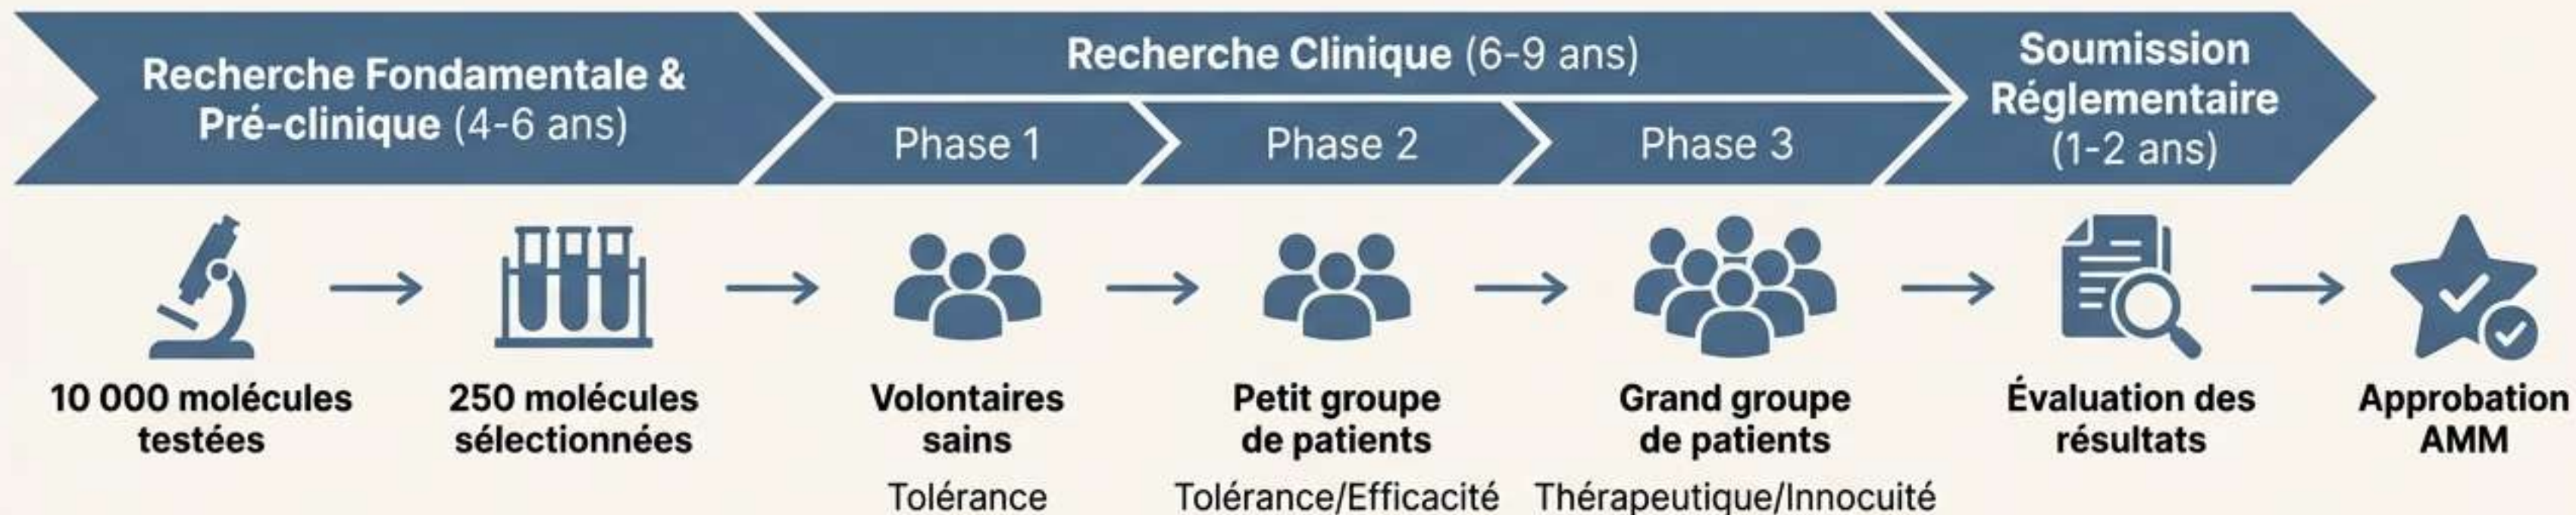 Recherche Fondamentale &
Pré-clinique (4-6 ans)
Recherche Clinique (6-9 ans)
Phase 1
Phase 2
Phase 3
Soumission
Réglementaire
(1-2 ans)
10 000 molécules
testées
250 molécules
sélectionnées
Volontaires
sains
Tolérance
Petit groupe
de patients
Tolérance/Efficacité
Grand groupe
de patients
Thérapeutique/Innocuité
Évaluation des
résultats
Approbation
AMM